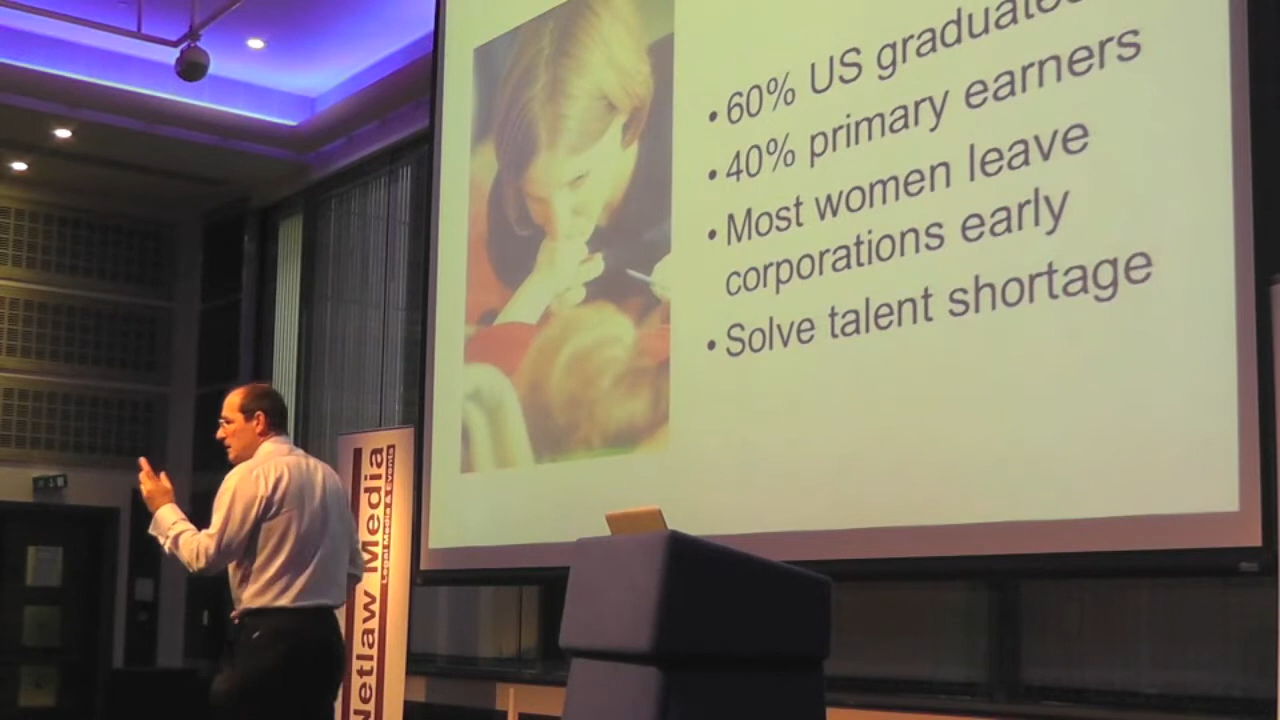 • 60% US graduates
• 40% primary earners
• Most women leave
corporations early
• Solve talent shortage
Netlaw Media
Legal Media & Events